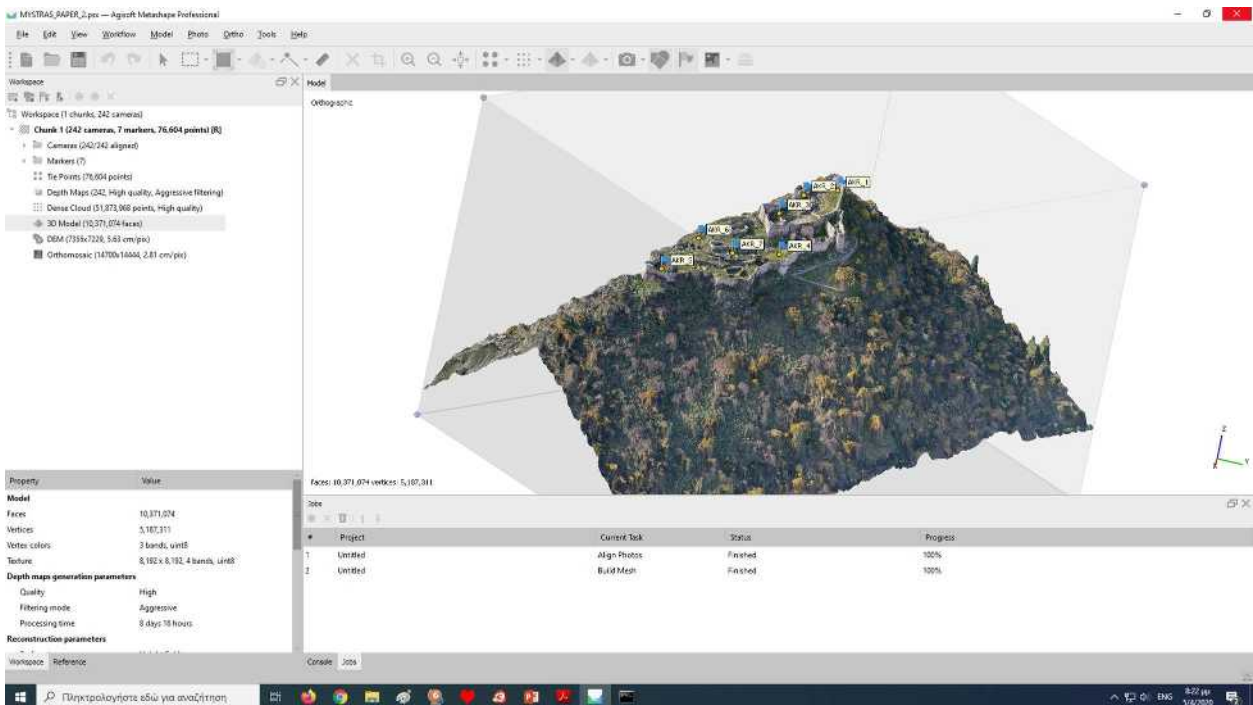 MYSTRAS_PAPER_2.psx — Agisoft Metashape Professional
File Edit View Workflow Model Photo Ortho Tools Help
Workspace
Workspace (1 chunks, 242 cameras)
Chunk 1 (242 cameras, 7 markers, 76,604 points) [R]
Cameras (242/242 aligned)
Markers (7)
Tie Points (76,604 points)
Depth Maps (242, High quality, Aggressive filtering)
Dense Cloud (51,873,968 points, High quality)
3D Model (10,371,074 faces)
DEM (7355x7229, 5.63 cm/pix)
Orthomosaic (14700x14444, 2.81 cm/pix)
Property Value
Model
Faces 10,371,074
Vertices 5,187,311
Vertex colors 3 bands, uint8
Texture 8,192 x 8,192, 4 bands, uint8
Depth maps generation parameters
Quality High
Filtering mode Aggressive
Processing time 8 days 16 hours
Reconstruction parameters
Workspace Reference
Model
Orthographic
AKR_2 AKR_1
AKR_3
AKR_6
AKR_7 AKR_4
AKR_5
Z
Y
X
faces: 10,371,074 vertices: 5,187,311
Jobs
# Project Current Task Status Progress
1 Untitled Align Photos Finished 100%
2 Untitled Build Mesh Finished 100%
Console Jobs
Πληκτρολογήστε εδώ για αναζήτηση
ENG
8:22 μμ
5/4/2020